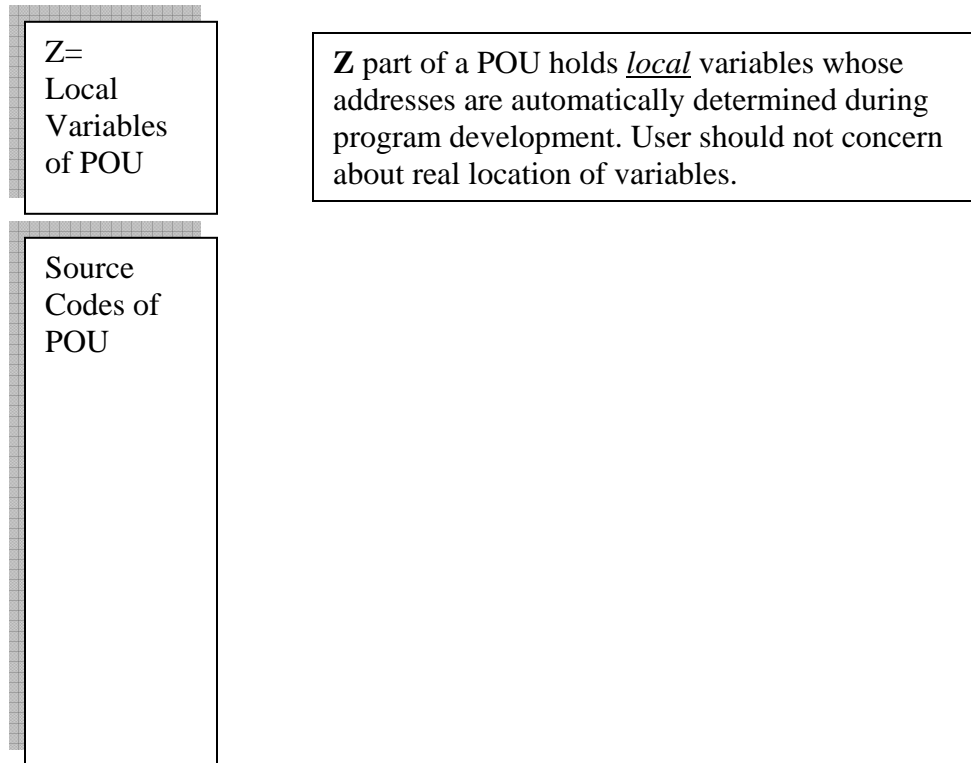 Z=
Local
Variables
of POU
Z part of a POU holds local variables whose
addresses are automatically determined during
program development. User should not concern
about real location of variables.
Source
Codes of
POU